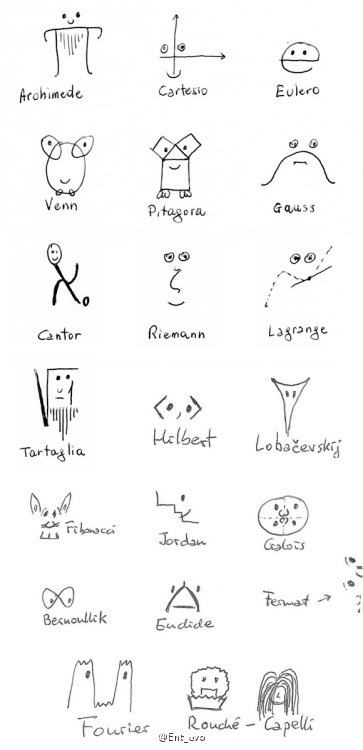 Archimede Cartesio Eulero
Venn Pitagora Gauss
Cantor Riemann Lagrange
Tartaglia Hilbert Lobačevskij
Fibonacci Jordan Galois
Bernoullik Euclide Fermat →
Fourier Rouché - Capelli
@Ent_evo